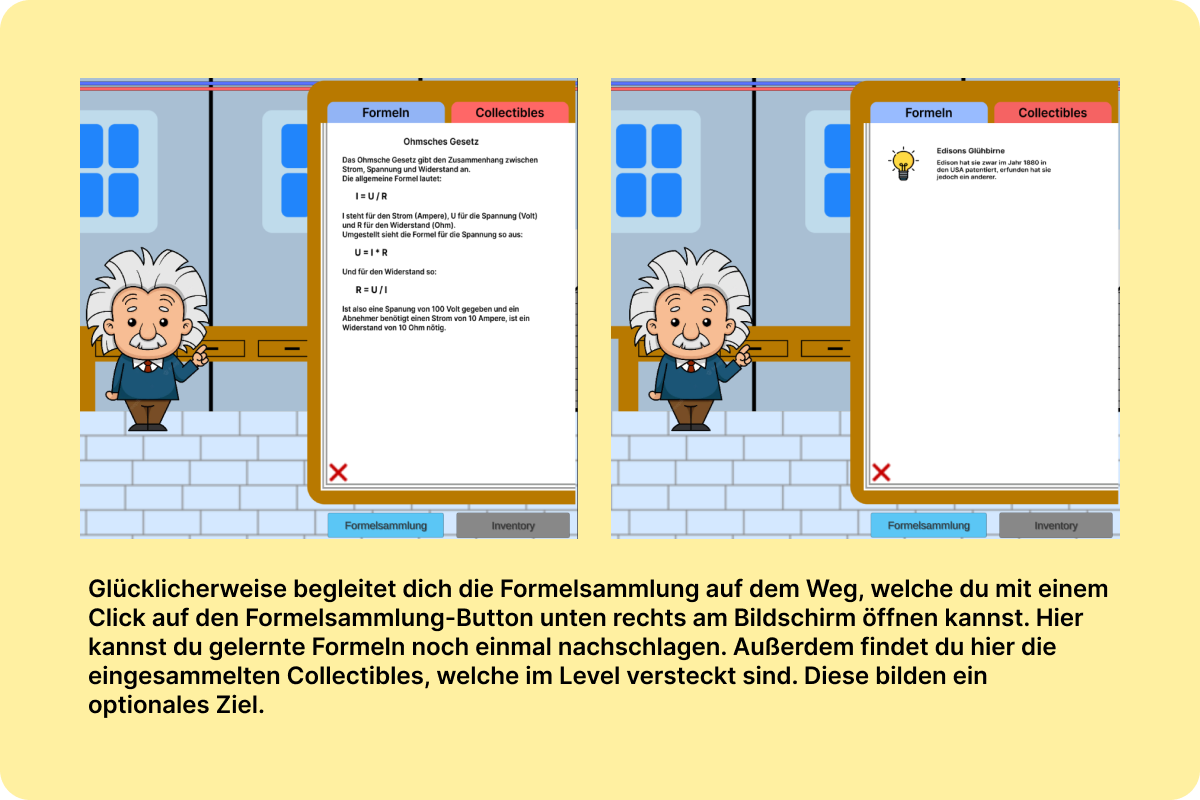 Formeln
Collectibles
Ohmsches Gesetz
Das Ohmsche Gesetz gibt den Zusammenhang zwischen
Strom, Spannung und Widerstand an.
Die allgemeine Formel lautet:
I = U / R
I steht für den Strom (Ampere), U für die Spannung (Volt)
und R für den Widerstand (Ohm).
Umgestellt sieht die Formel für die Spannung so aus:
U = I * R
Und für den Widerstand so:
R = U / I
Ist also eine Spanung von 100 Volt gegeben und ein
Abnehmer benötigt einen Strom von 10 Ampere, ist ein
Widerstand von 10 Ohm nötig.
Formelsammlung
Inventory
Formeln
Collectibles
Edisons Glühbirne
Edison hat sie zwar im Jahr 1880 in
den USA patentiert, erfunden hat sie
jedoch ein anderer.
Formelsammlung
Inventory
Glücklicherweise begleitet dich die Formelsammlung auf dem Weg, welche du mit einem
Click auf den Formelsammlung-Button unten rechts am Bildschirm öffnen kannst. Hier
kannst du gelernte Formeln noch einmal nachschlagen. Außerdem findet du hier die
eingesammelten Collectibles, welche im Level versteckt sind. Diese bilden ein
optionales Ziel.